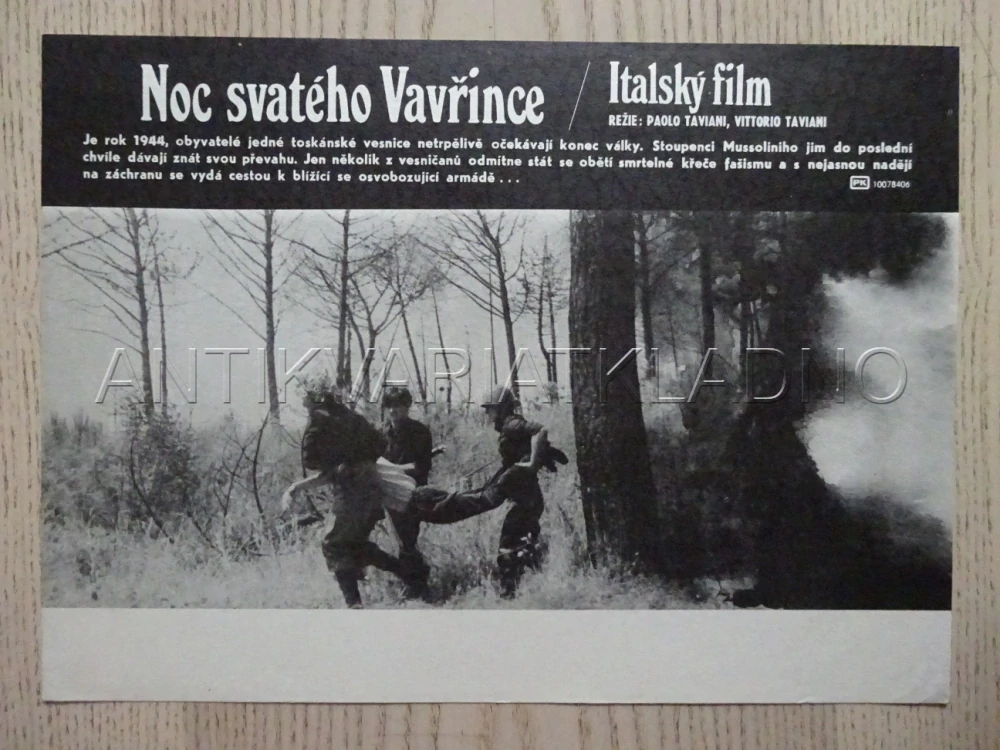 Noc svatého Vavřince / Italský film
REŽIE: PAOLO TAVIANI, VITTORIO TAVIANI
Je rok 1944, obyvatelé jedné toskánské vesnice netrpělivě očekávají konec války. Stoupenci Mussoliniho jim do poslední
chvíle dávají znát svou převahu. Jen několik z vesničanů odmítne stát se obětí smrtelné křeče fašismu a s nejasnou nadějí
na záchranu se vydá cestou k blížící se osvobozující armádě ...
PK 10078406
ANTIKVARIATKLADNO